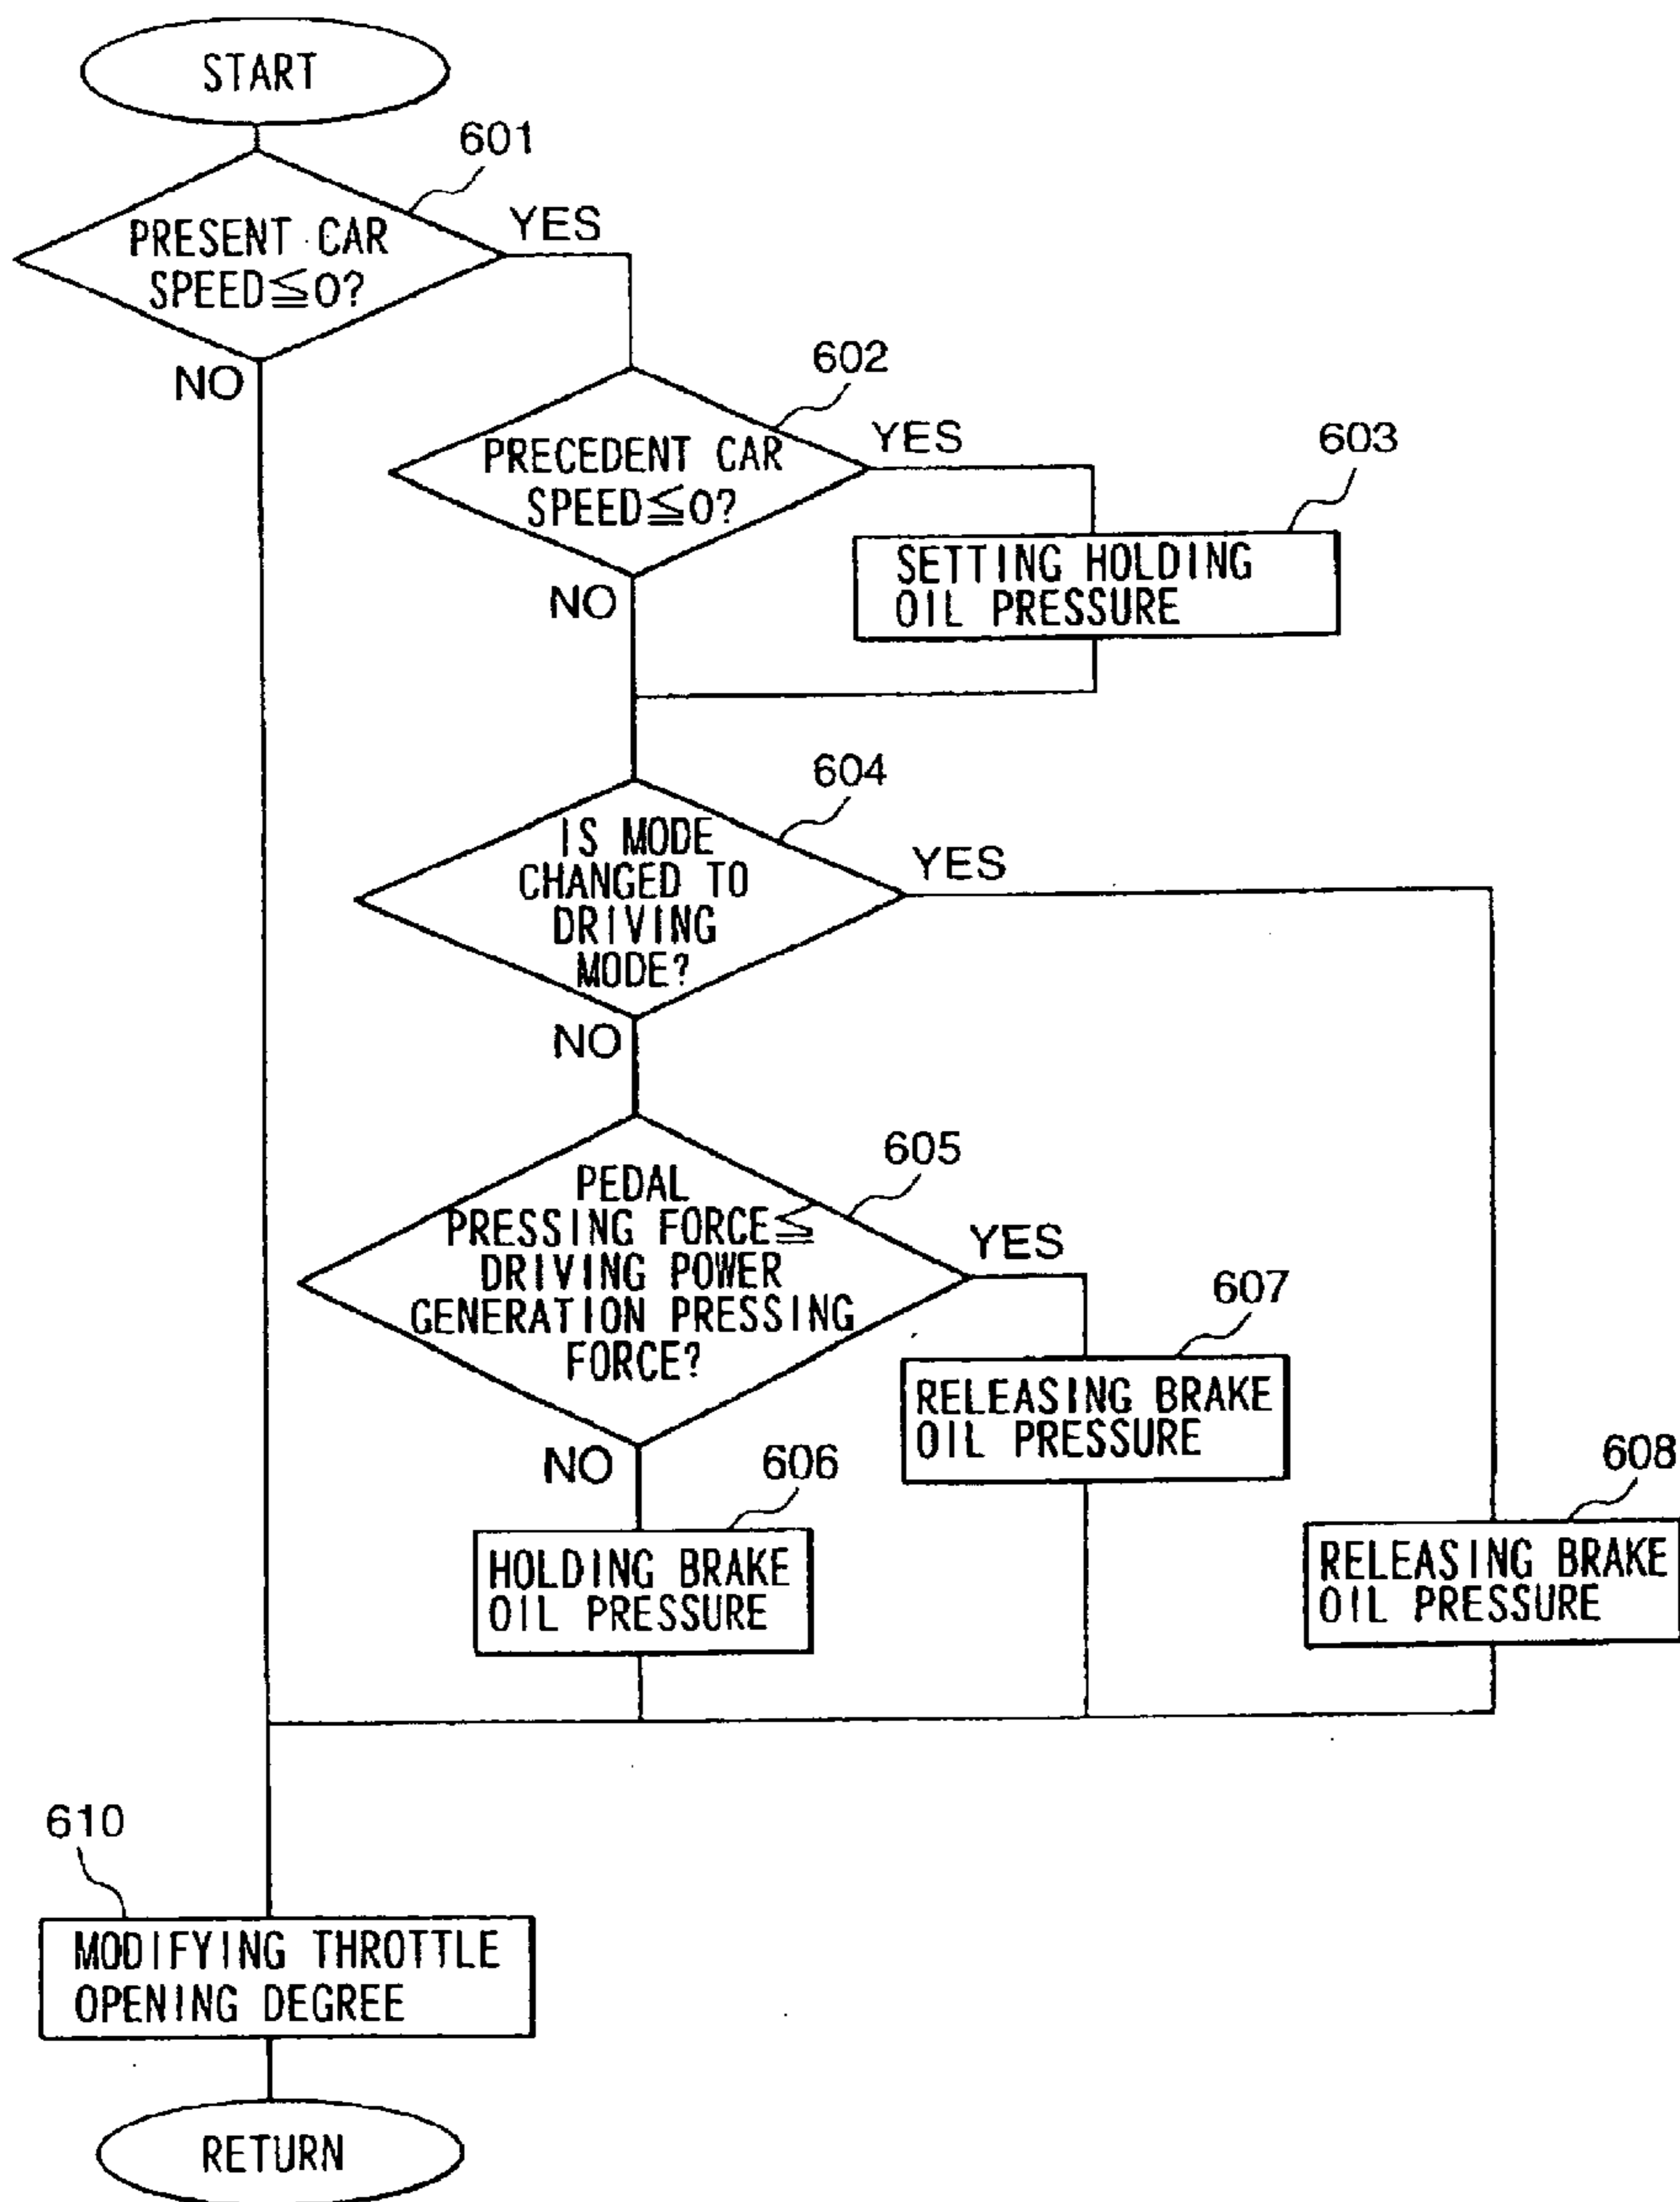 START
601
PRESENT CAR
SPEED≦0?
YES
NO
602
PRECEDENT CAR
SPEED≦0?
YES
603
SETTING HOLDING
OIL PRESSURE
NO
604
IS MODE
CHANGED TO
DRIVING
MODE?
YES
NO
605
PEDAL
PRESSING FORCE≦
DRIVING POWER
GENERATION PRESSING
FORCE?
YES
607
RELEASING BRAKE
OIL PRESSURE
NO
606
HOLDING BRAKE
OIL PRESSURE
608
RELEASING BRAKE
OIL PRESSURE
610
MODIFYING THROTTLE
OPENING DEGREE
RETURN